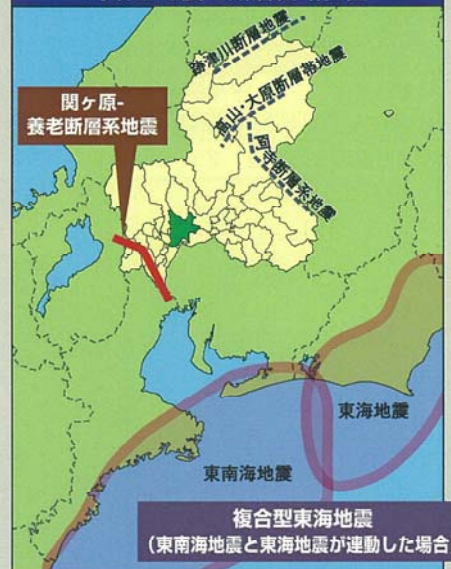 跡津川断層地震
高山・大原断層帯地震
阿寺断層系地震
関ヶ原-
養老断層系地震
東海地震
東南海地震
複合型東海地震
（東南海地震と東海地震が連動した場合）